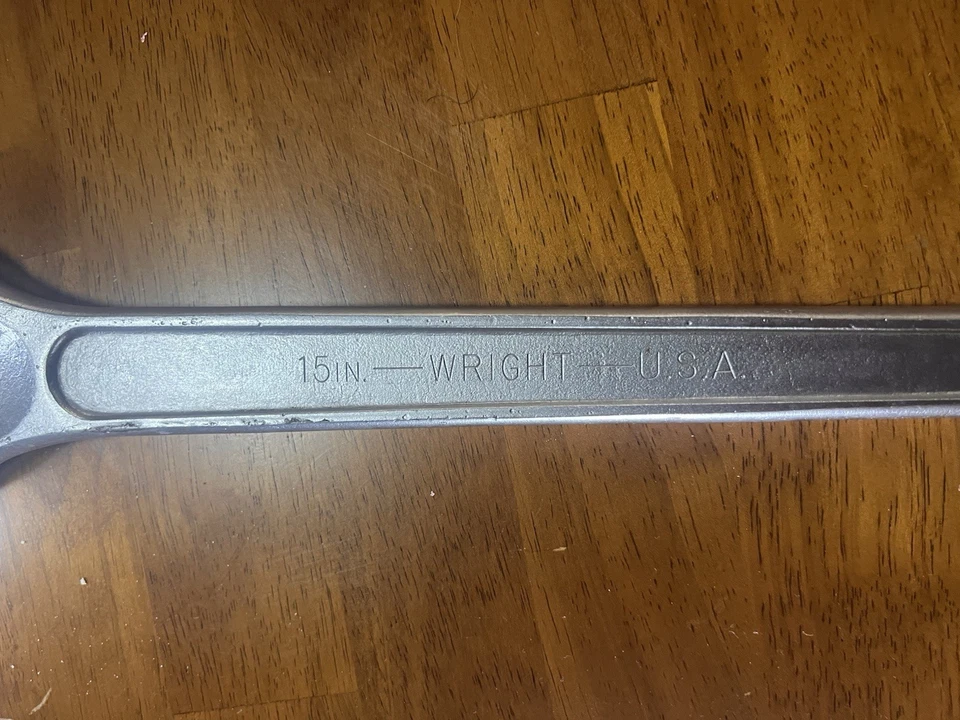 15IN. — WRIGHT — U.S.A.